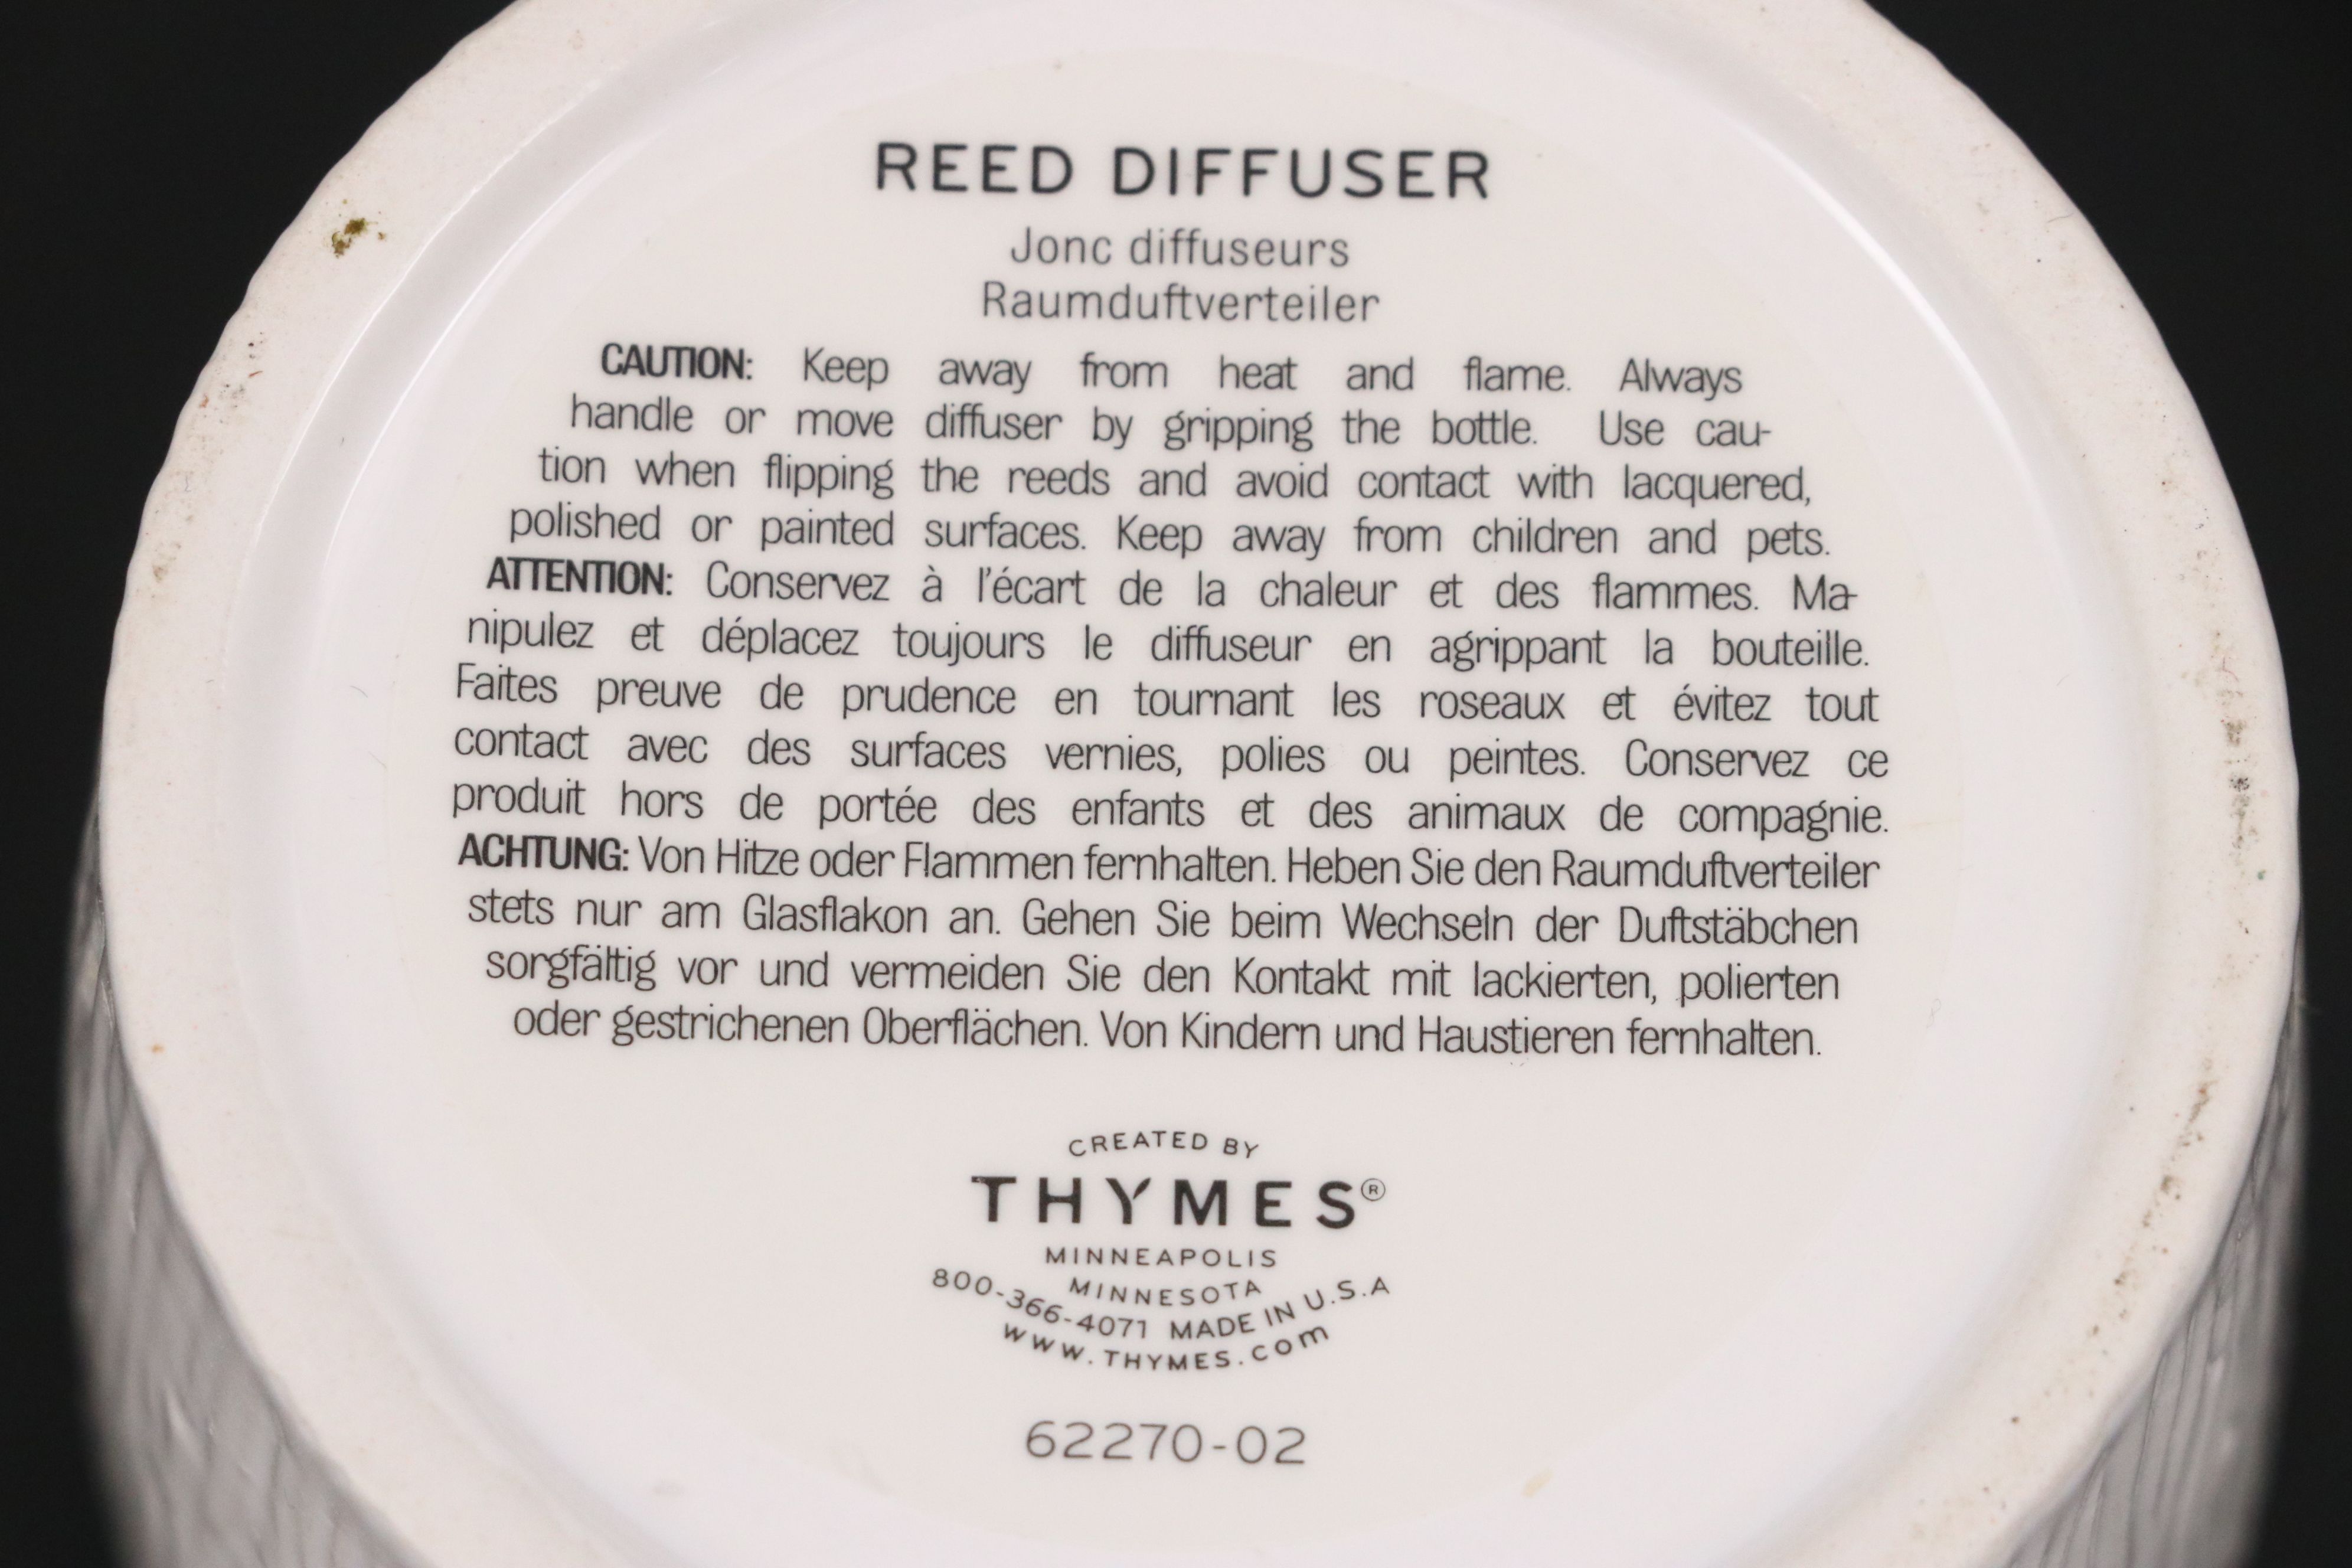 REED DIFFUSER
Jonc diffuseurs
Raumduftverteiler
CAUTION: Keep away from heat and flame. Always
handle or move diffuser by gripping the bottle. Use cau-
tion when flipping the reeds and avoid contact with lacquered,
polished or painted surfaces. Keep away from children and pets.
ATTENTION: Conservez à l'écart de la chaleur et des flammes. Ma-
nipulez et déplacez toujours le diffuseur en agrippant la bouteille.
Faites preuve de prudence en tournant les roseaux et évitez tout
contact avec des surfaces vernies, polies ou peintes. Conservez ce
produit hors de portée des enfants et des animaux de compagnie.
ACHTUNG: Von Hitze oder Flammen fernhalten. Heben Sie den Raumduftverteiler
stets nur am Glasflakon an. Gehen Sie beim Wechseln der Duftstäbchen
sorgfältig vor und vermeiden Sie den Kontakt mit lackierten, polierten
oder gestrichenen Oberflächen. Von Kindern und Haustieren fernhalten.
CREATED BY
THYMES®
MINNEAPOLIS
MINNESOTA
800-366-4071 MADE IN U.S.A
www.THYMES.com
62270-02